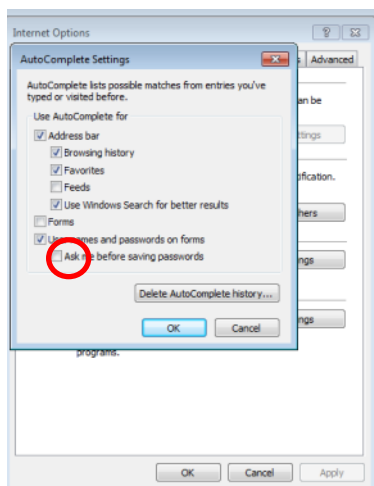 Internet Options
AutoComplete Settings
s Advanced
AutoComplete lists possible matches from entries you've
typed or visited before.
an be
Use AutoComplete for
Address bar
ttings
Browsing history
Favorites
Feeds
Use Windows Search for better results
Forms
names and passwords on forms
Ask me before saving passwords
Delete AutoComplete history...
ngs
OK Cancel
ngs
programs.
OK Cancel Apply